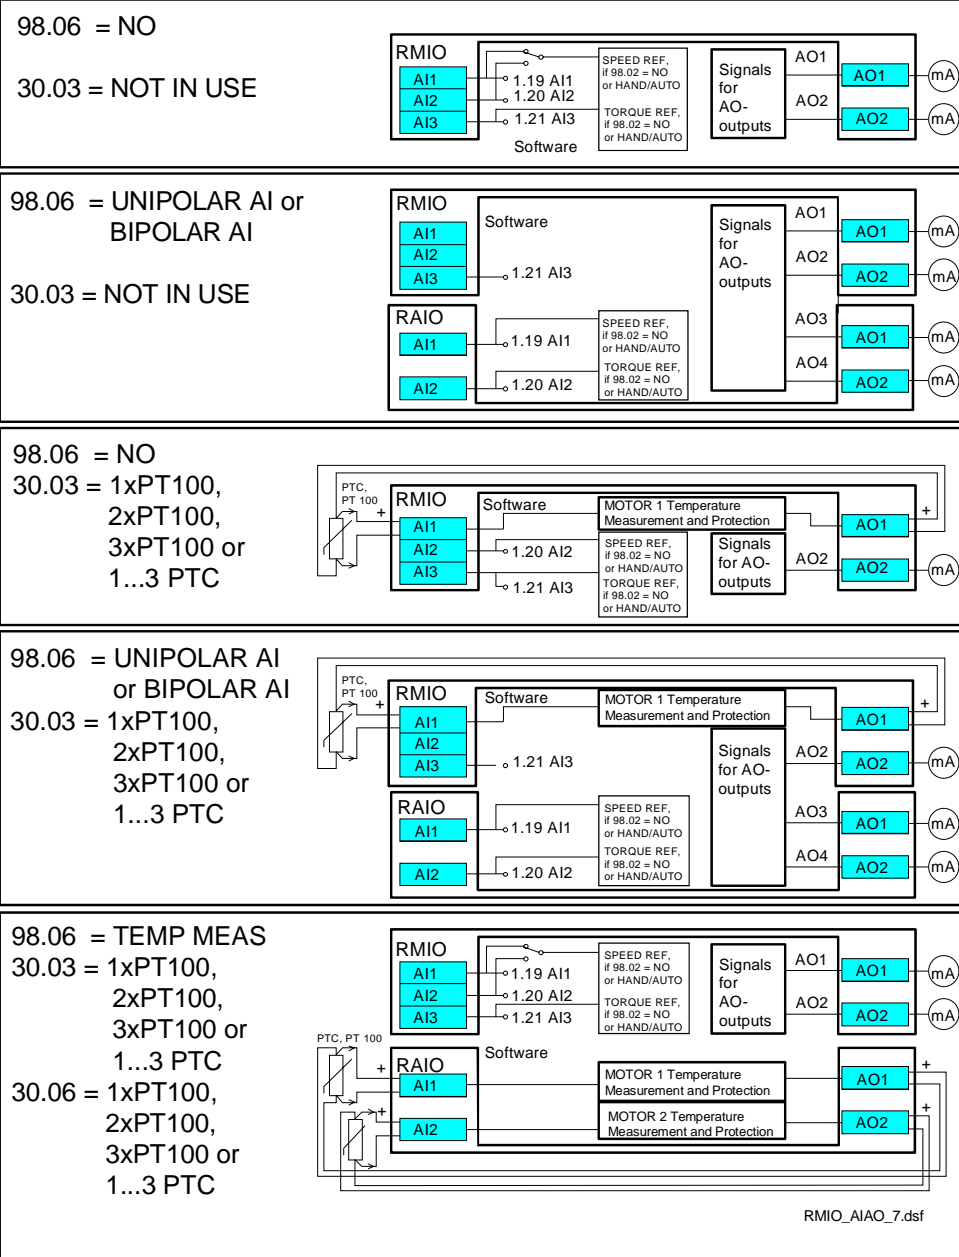 98.06 = NO
30.03 = NOT IN USE
RMIO
AI1
AI2
AI3
1.19 AI1
1.20 AI2
1.21 AI3
Software
SPEED REF,
if 98.02 = NO
or HAND/AUTO
TORQUE REF,
if 98.02 = NO
or HAND/AUTO
Signals
for
AO-
outputs
AO1
AO2
AO1
AO2
mA
mA
98.06 = UNIPOLAR AI or
BIPOLAR AI
30.03 = NOT IN USE
RMIO
AI1
AI2
AI3
Software
1.21 AI3
RAIO
AI1
AI2
1.19 AI1
1.20 AI2
SPEED REF,
if 98.02 = NO
or HAND/AUTO
TORQUE REF,
if 98.02 = NO
or HAND/AUTO
Signals
for
AO-
outputs
AO1
AO2
AO3
AO4
AO1
AO2
AO1
AO2
mA
mA
mA
mA
98.06 = NO
30.03 = 1xPT100,
2xPT100,
3xPT100 or
1...3 PTC
PTC,
PT 100
+
RMIO
AI1
AI2
AI3
Software
1.20 AI2
1.21 AI3
MOTOR 1 Temperature
Measurement and Protection
SPEED REF,
if 98.02 = NO
or HAND/AUTO
TORQUE REF,
if 98.02 = NO
or HAND/AUTO
Signals
for AO-
outputs
AO2
AO1
AO2
+
mA
98.06 = UNIPOLAR AI
or BIPOLAR AI
30.03 = 1xPT100,
2xPT100,
3xPT100 or
1...3 PTC
PTC,
PT 100
+
RMIO
AI1
AI2
AI3
Software
1.21 AI3
MOTOR 1 Temperature
Measurement and Protection
RAIO
AI1
AI2
1.19 AI1
1.20 AI2
SPEED REF,
if 98.02 = NO
or HAND/AUTO
TORQUE REF,
if 98.02 = NO
or HAND/AUTO
Signals
for AO-
outputs
AO2
AO3
AO4
AO1
AO2
AO1
AO2
+
mA
mA
mA
98.06 = TEMP MEAS
30.03 = 1xPT100,
2xPT100,
3xPT100 or
1...3 PTC
30.06 = 1xPT100,
2xPT100,
3xPT100 or
1...3 PTC
RMIO
AI1
AI2
AI3
1.19 AI1
1.20 AI2
1.21 AI3
SPEED REF,
if 98.02 = NO
or HAND/AUTO
TORQUE REF,
if 98.02 = NO
or HAND/AUTO
Signals
for
AO-
outputs
AO1
AO2
AO1
AO2
mA
mA
PTC, PT 100
+
+
RAIO
AI1
AI2
Software
MOTOR 1 Temperature
Measurement and Protection
MOTOR 2 Temperature
Measurement and Protection
AO1
AO2
+
+
RMIO_AIAO_7.dsf